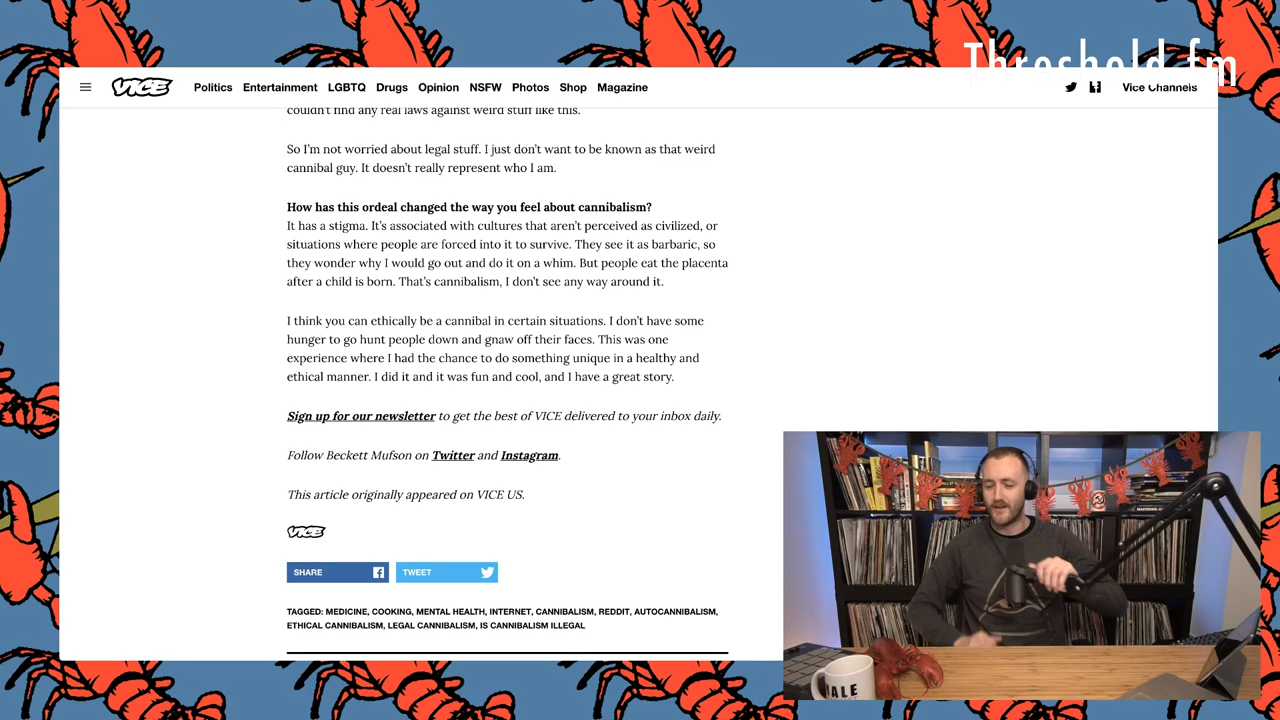 Threshold.fm
VICE Politics Entertainment LGBTQ Drugs Opinion NSFW Photos Shop Magazine Vice Channels
couldn't find any real laws against weird stuff like this.
So I'm not worried about legal stuff. I just don't want to be known as that weird
cannibal guy. It doesn't really represent who I am.
How has this ordeal changed the way you feel about cannibalism?
It has a stigma. It's associated with cultures that aren't perceived as civilized, or
situations where people are forced into it to survive. They see it as barbaric, so
they wonder why I would go out and do it on a whim. But people eat the placenta
after a child is born. That's cannibalism, I don't see any way around it.
I think you can ethically be a cannibal in certain situations. I don't have some
hunger to go hunt people down and gnaw off their faces. This was one
experience where I had the chance to do something unique in a healthy and
ethical manner. I did it and it was fun and cool, and I have a great story.
Sign up for our newsletter to get the best of VICE delivered to your inbox daily.
Follow Beckett Mufson on Twitter and Instagram.
This article originally appeared on VICE US.
VICE
SHARE TWEET
TAGGED: MEDICINE, COOKING, MENTAL HEALTH, INTERNET, CANNIBALISM, REDDIT, AUTOCANNIBALISM,
ETHICAL CANNIBALISM, LEGAL CANNIBALISM, IS CANNIBALISM ILLEGAL